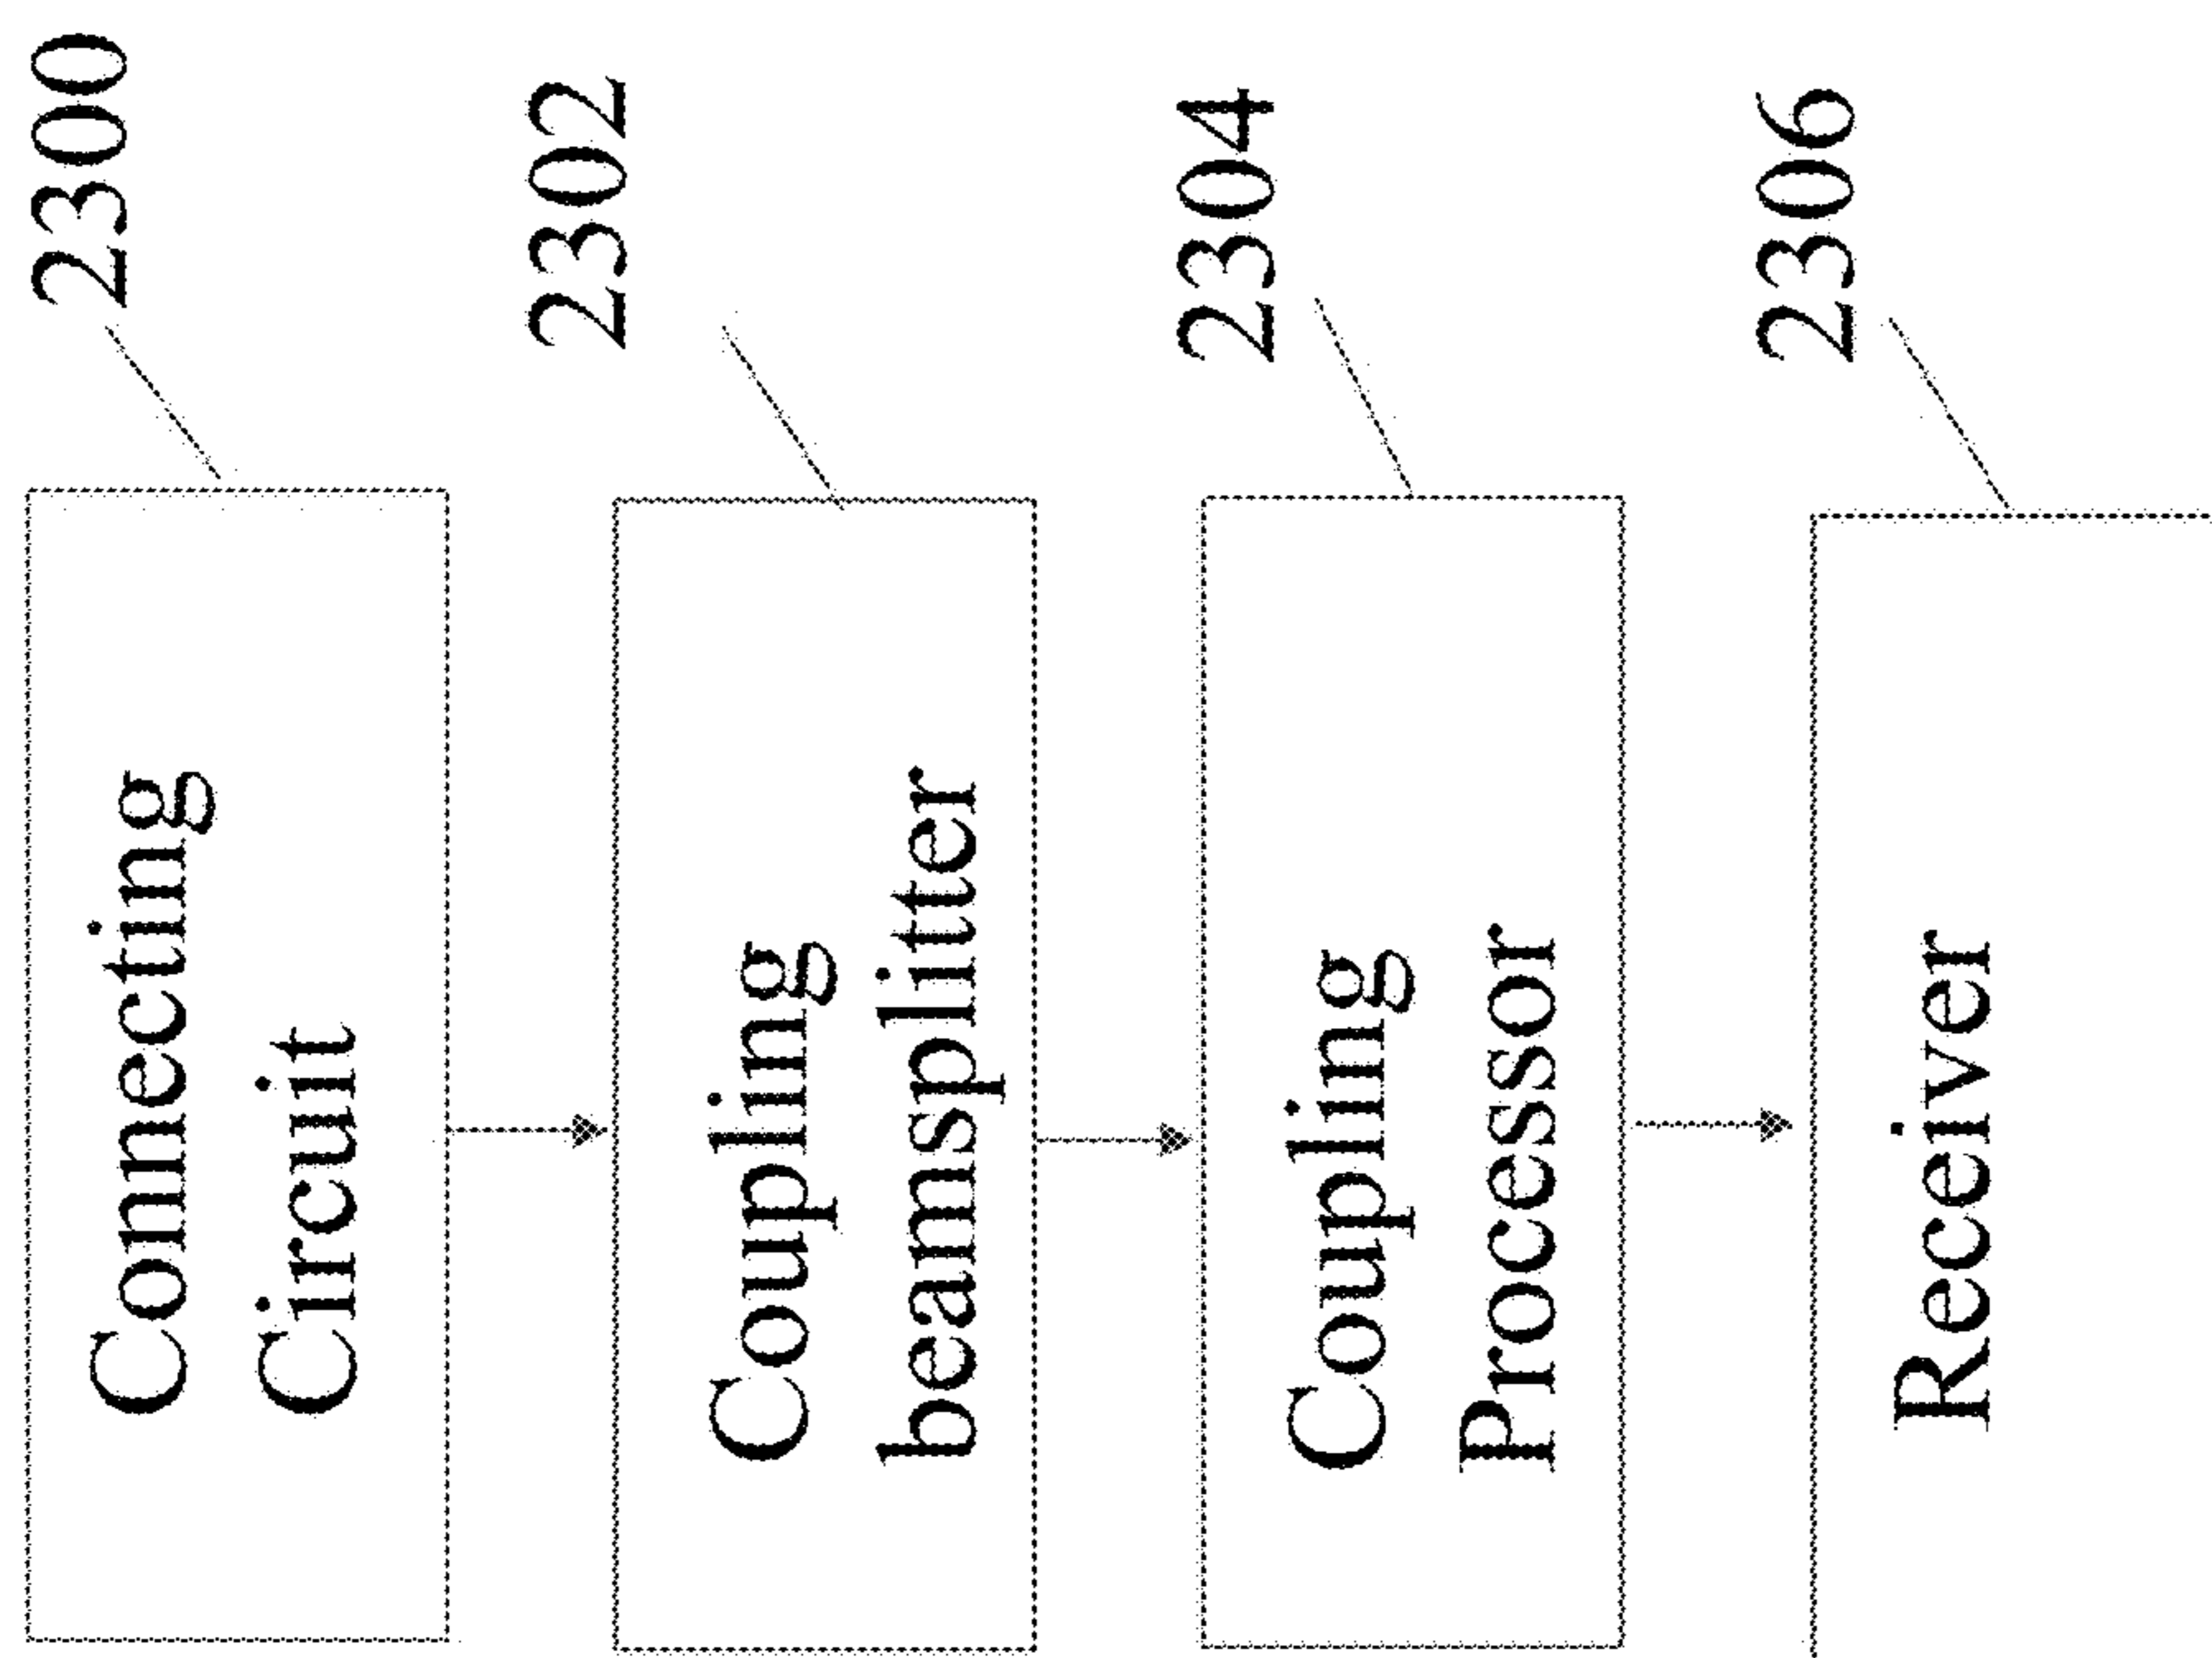 2300
Connecting
Circuit
2302
Coupling
beamsplitter
2304
Coupling
Processor
2306
Receiver